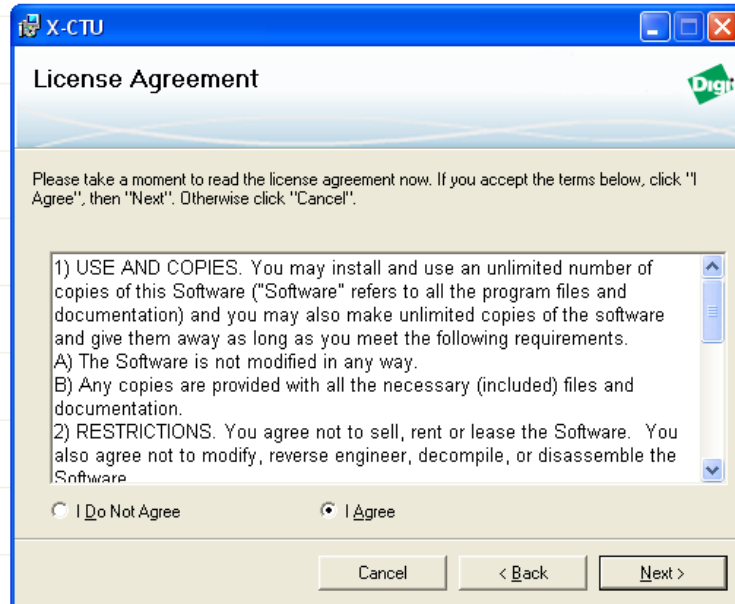 X-CTU
License Agreement
Digi
Please take a moment to read the license agreement now. If you accept the terms below, click "I
Agree", then "Next". Otherwise click "Cancel".
1) USE AND COPIES. You may install and use an unlimited number of
copies of this Software ("Software" refers to all the program files and
documentation) and you may also make unlimited copies of the software
and give them away as long as you meet the following requirements.
A) The Software is not modified in any way.
B) Any copies are provided with all the necessary (included) files and
documentation.
2) RESTRICTIONS. You agree not to sell, rent or lease the Software.  You
also agree not to modify, reverse engineer, decompile, or disassemble the
Software
I Do Not Agree
I Agree
Cancel
< Back
Next >